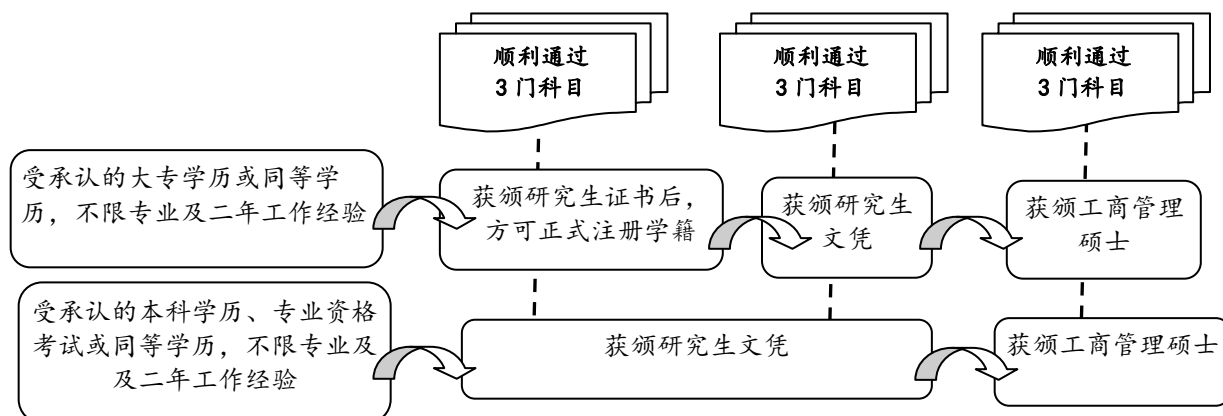 顺利通过
3 门科目
顺利通过
3 门科目
顺利通过
3 门科目
受承认的大专学历或同等学
历，不限专业及二年工作经验
获颁研究生证书后，
方可正式注册学籍
获颁研究生
文凭
获颁工商管理
硕士
受承认的本科学历、专业资格
考试或同等学历，不限专业及
及二年工作经验
获颁研究生文凭
获颁工商管理硕士